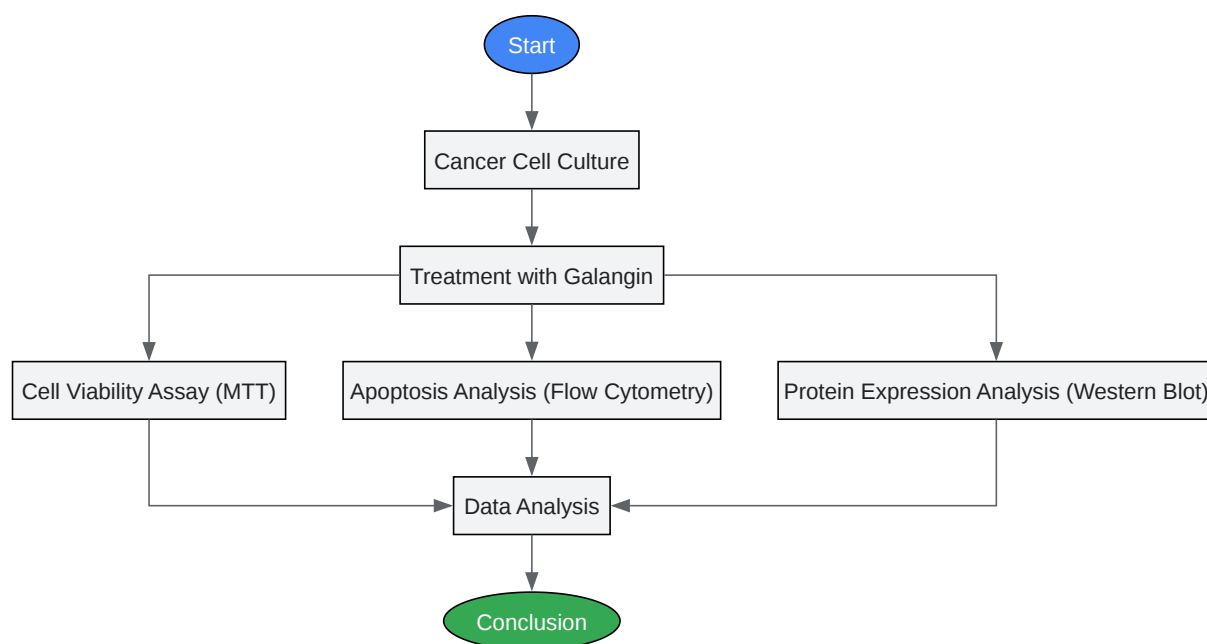 Start
Cancer Cell Culture
Treatment with Galangin
Cell Viability Assay (MTT)
Apoptosis Analysis (Flow Cytometry)
Protein Expression Analysis (Western Blot)
Data Analysis
Conclusion